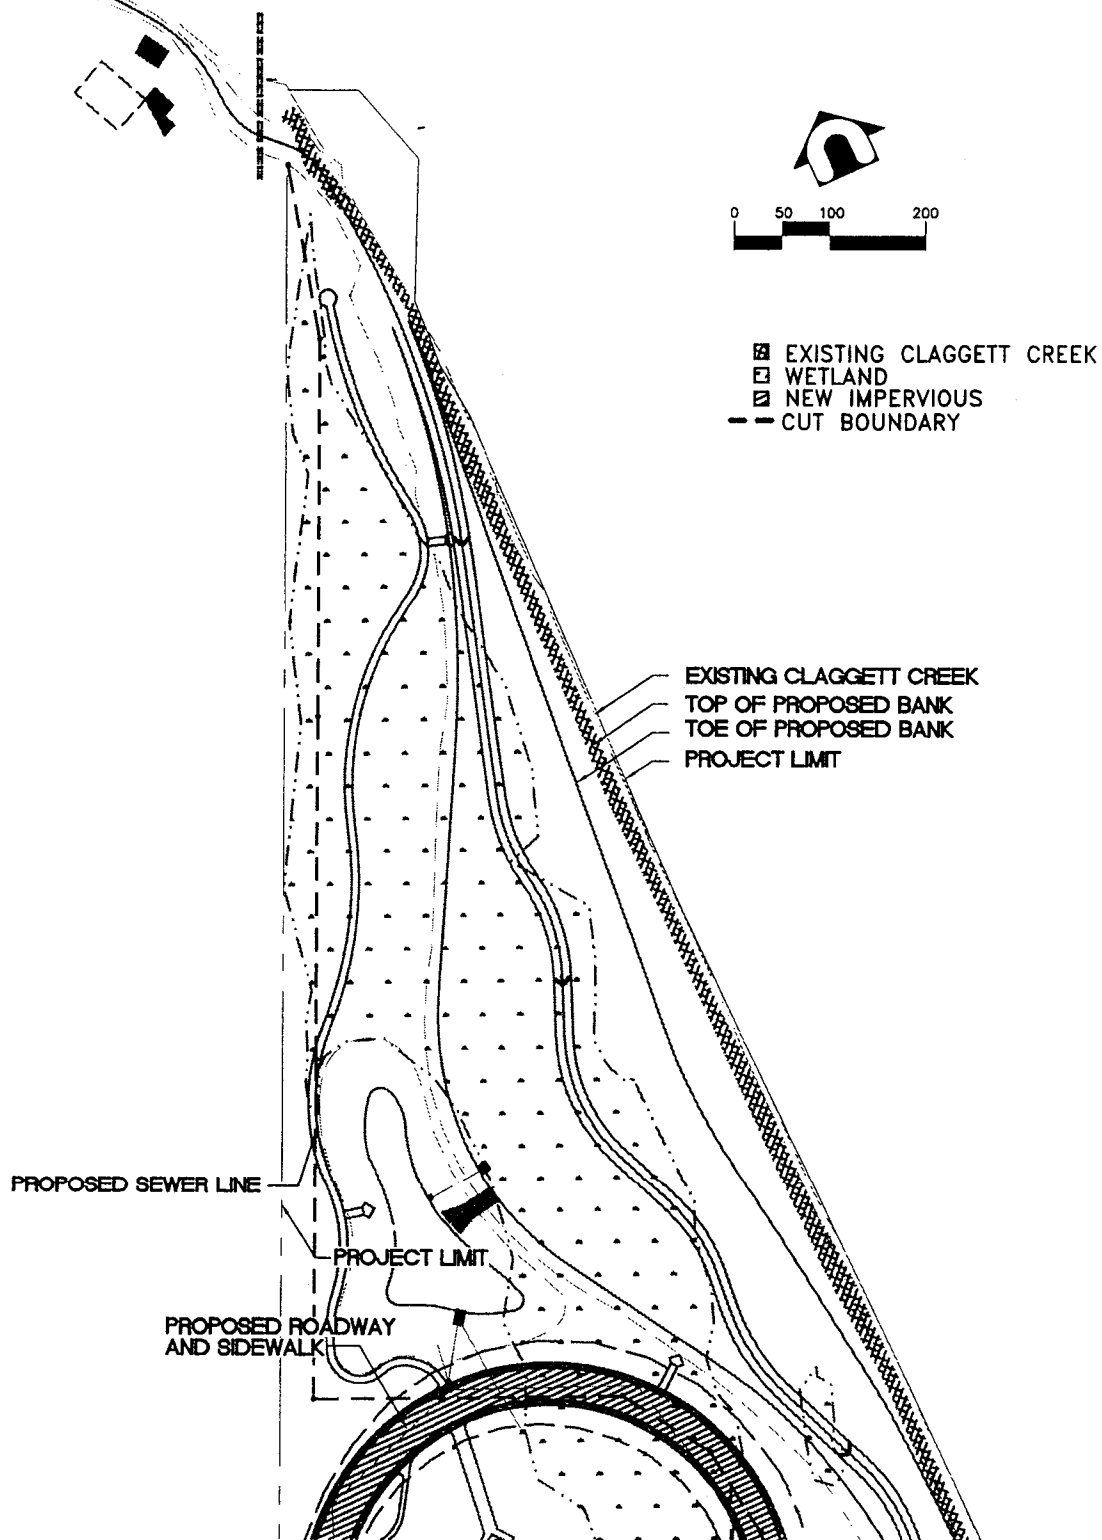 0 50 100 200
EXISTING CLAGGETT CREEK
WETLAND
NEW IMPERVIOUS
CUT BOUNDARY
EXISTING CLAGGETT CREEK
TOP OF PROPOSED BANK
TOE OF PROPOSED BANK
PROJECT LIMIT
PROPOSED SEWER LINE
PROJECT LIMIT
PROPOSED ROADWAY
AND SIDEWALK